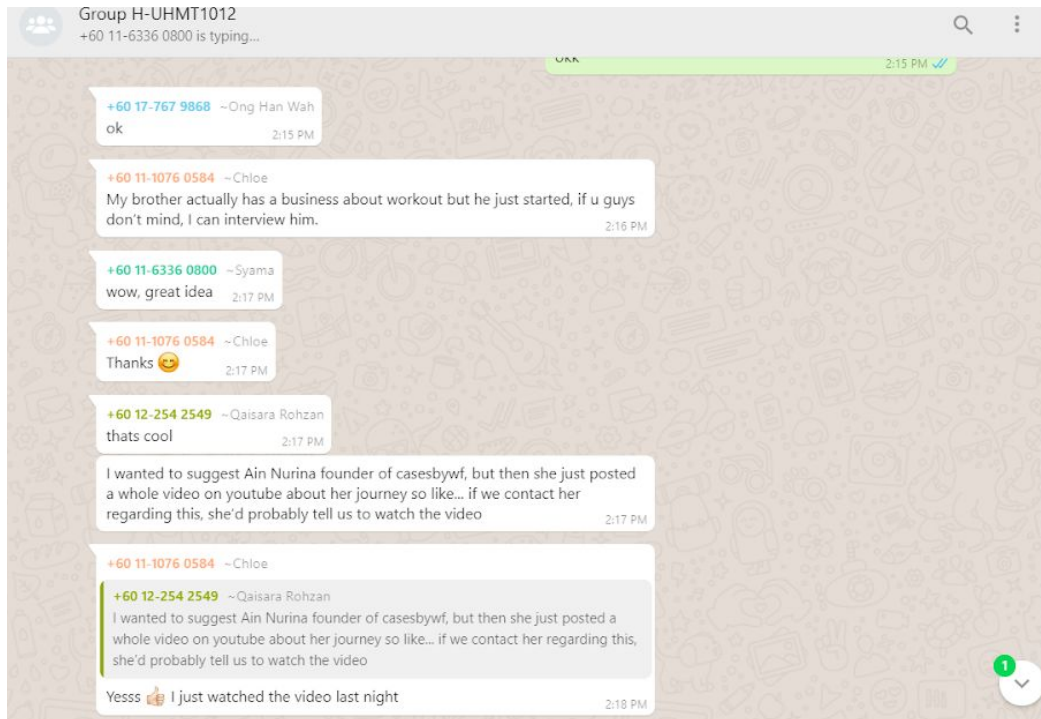 Group H-UHMT1012
+60 11-6336 0800 is typing...
okk
2:15 PM
+60 17-767 9868 ~Ong Han Wah
ok
2:15 PM
+60 11-1076 0584 ~Chloe
My brother actually has a business about workout but he just started, if u guys
don't mind, I can interview him.
2:16 PM
+60 11-6336 0800 ~Syama
wow, great idea
2:17 PM
+60 11-1076 0584 ~Chloe
Thanks 😊
2:17 PM
+60 12-254 2549 ~Qaisara Rohzan
thats cool
2:17 PM
I wanted to suggest Ain Nurina founder of casesbywf, but then she just posted
a whole video on youtube about her journey so like... if we contact her
regarding this, she'd probably tell us to watch the video
2:17 PM
+60 11-1076 0584 ~Chloe
+60 12-254 2549 ~Qaisara Rohzan
I wanted to suggest Ain Nurina founder of casesbywf, but then she just posted a
whole video on youtube about her journey so like... if we contact her regarding this,
she'd probably tell us to watch the video
Yesss 👍🏻 I just watched the video last night
2:18 PM
1